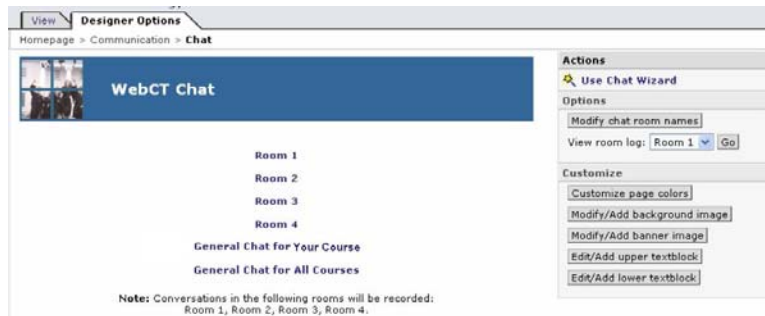 View
Designer Options
Homepage > Communication > Chat
WebCT Chat
Room 1
Room 2
Room 3
Room 4
General Chat for Your Course
General Chat for All Courses
Note: Conversations in the following rooms will be recorded:
Room 1, Room 2, Room 3, Room 4.
Actions
Use Chat Wizard
Options
Modify chat room names
View room log: Room 1 Go
Customize
Customize page colors
Modify/Add background image
Modify/Add banner image
Edit/Add upper textblock
Edit/Add lower textblock